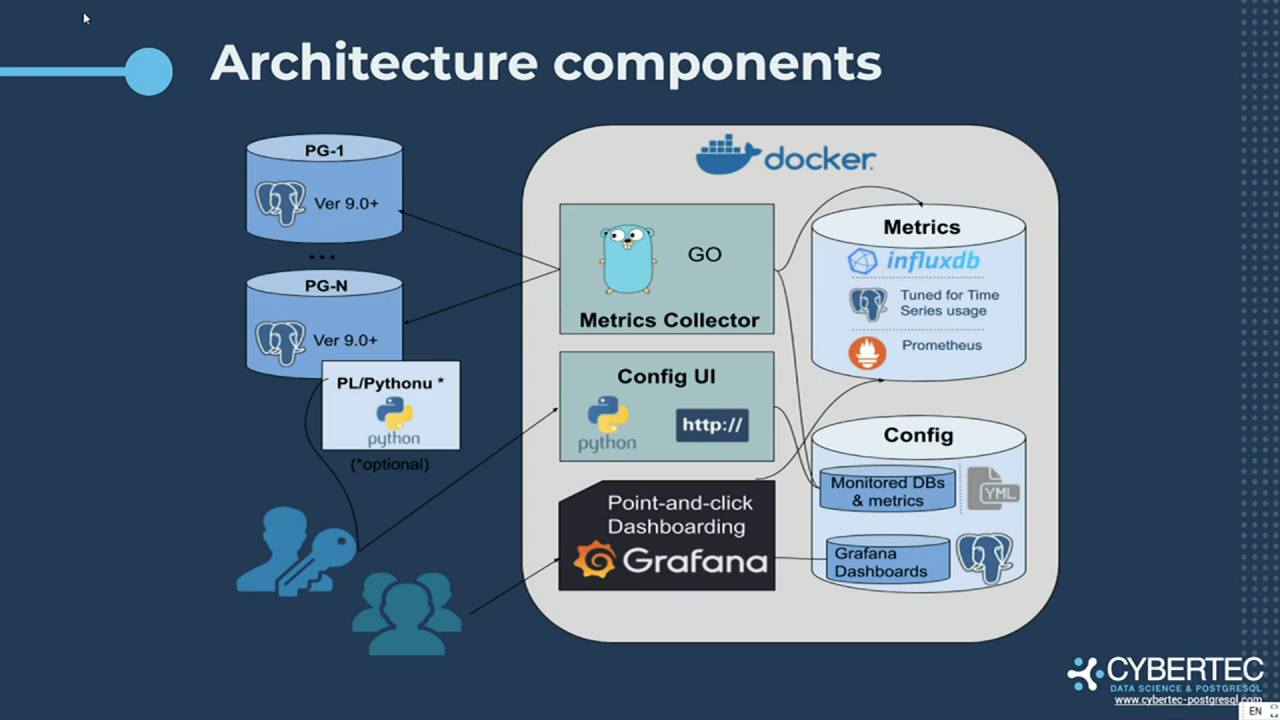 Architecture components
PG-1
Ver 9.0+
...
PG-N
Ver 9.0+
PL/Pythonu *
python
(*optional)
docker
GO
Metrics Collector
Config UI
python
http://
Point-and-click
Dashboarding
Grafana
Metrics
influxdb
Tuned for Time
Series usage
Prometheus
Config
Monitored DBs
& metrics
YML
Grafana
Dashboards
CYBERTEC
DATA SCIENCE & POSTGRESQL
www.cybertec-postgresql.com
EN